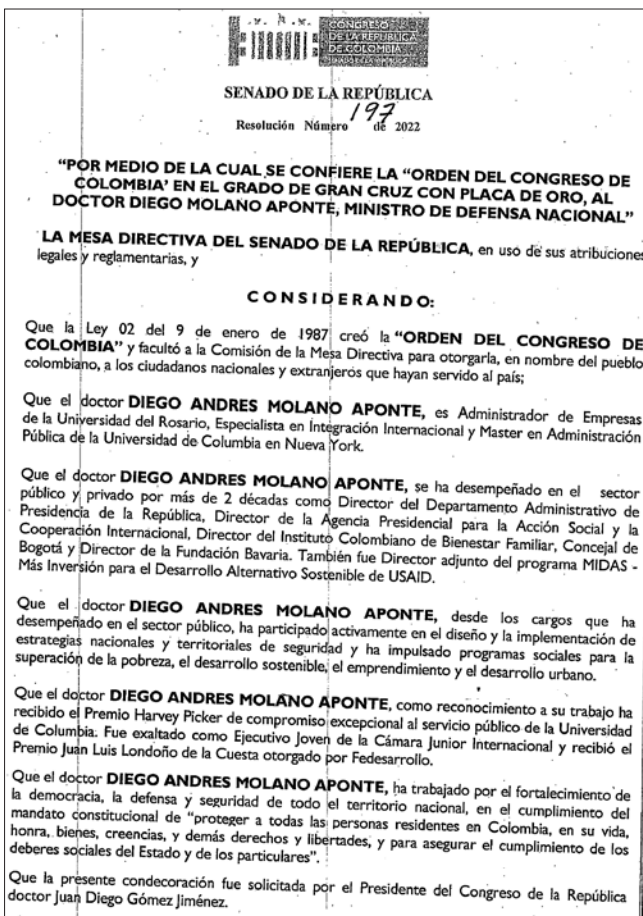 CONGRESO
DE LA REPÚBLICA
DE COLOMBIA
SENADO DE LA REPÚBLICA
Resolución Número 197 de 2022
“POR MEDIO DE LA CUAL SE CONFIERE LA “ORDEN DEL CONGRESO DE
COLOMBIA’ EN EL GRADO DE GRAN CRUZ CON PLACA DE ORO, AL
DOCTOR DIEGO MOLANO APONTE, MINISTRO DE DEFENSA NACIONAL”
LA MESA DIRECTIVA DEL SENADO DE LA REPÚBLICA, en uso de sus atribuciones
legales y reglamentarias, y
CONSIDERANDO:
Que la Ley 02 del 9 de enero de 1987 creó la “ORDEN DEL CONGRESO DE
COLOMBIA” y facultó a la Comisión de la Mesa Directiva para otorgarla, en nombre del pueblo
colombiano, a los ciudadanos nacionales y extranjeros que hayan servido al país;
Que el doctor DIEGO ANDRES MOLANO APONTE, es Administrador de Empresas
de la Universidad del Rosario, Especialista en Integración Internacional y Master en Administración
Pública de la Universidad de Columbia en Nueva York.
Que el doctor DIEGO ANDRES MOLANO APONTE, se ha desempeñado en el sector
público y privado por más de 2 décadas como Director del Departamento Administrativo de
Presidencia de la República, Director de la Agencia Presidencial para la Acción Social y la
Cooperación Internacional, Director del Instituto Colombiano de Bienestar Familiar, Concejal de
Bogotá y Director de la Fundación Bavaria. También fue Director adjunto del programa MIDAS -
Más Inversión para el Desarrollo Alternativo Sostenible de USAID.
Que el doctor DIEGO ANDRES MOLANO APONTE, desde los cargos que ha
desempeñado en el sector público, ha participado activamente en el diseño y la implementación de
estrategias nacionales y territoriales de seguridad y ha impulsado programas sociales para la
superación de la pobreza, el desarrollo sostenible, el emprendimiento y el desarrollo urbano.
Que el doctor DIEGO ANDRES MOLANO APONTE, como reconocimiento a su trabajo ha
recibido el Premio Harvey Picker de compromiso excepcional al servicio público de la Universidad
de Columbia. Fue exaltado como Ejecutivo Joven de la Cámara Junior Internacional y recibió el
Premio Juan Luis Londoño de la Cuesta otorgado por Fedesarrollo.
Que el doctor DIEGO ANDRES MOLANO APONTE, ha trabajado por el fortalecimiento de
la democracia, la defensa y seguridad de todo el territorio nacional, en el cumplimiento del
mandato constitucional de “proteger a todas las personas residentes en Colombia, en su vida,
honra, bienes, creencias, y demás derechos y libertades, y para asegurar el cumplimiento de los
deberes sociales del Estado y de los particulares”.
Que la presente condecoración fue solicitada por el Presidente del Congreso de la República
doctor Juan Diego Gómez Jiménez.